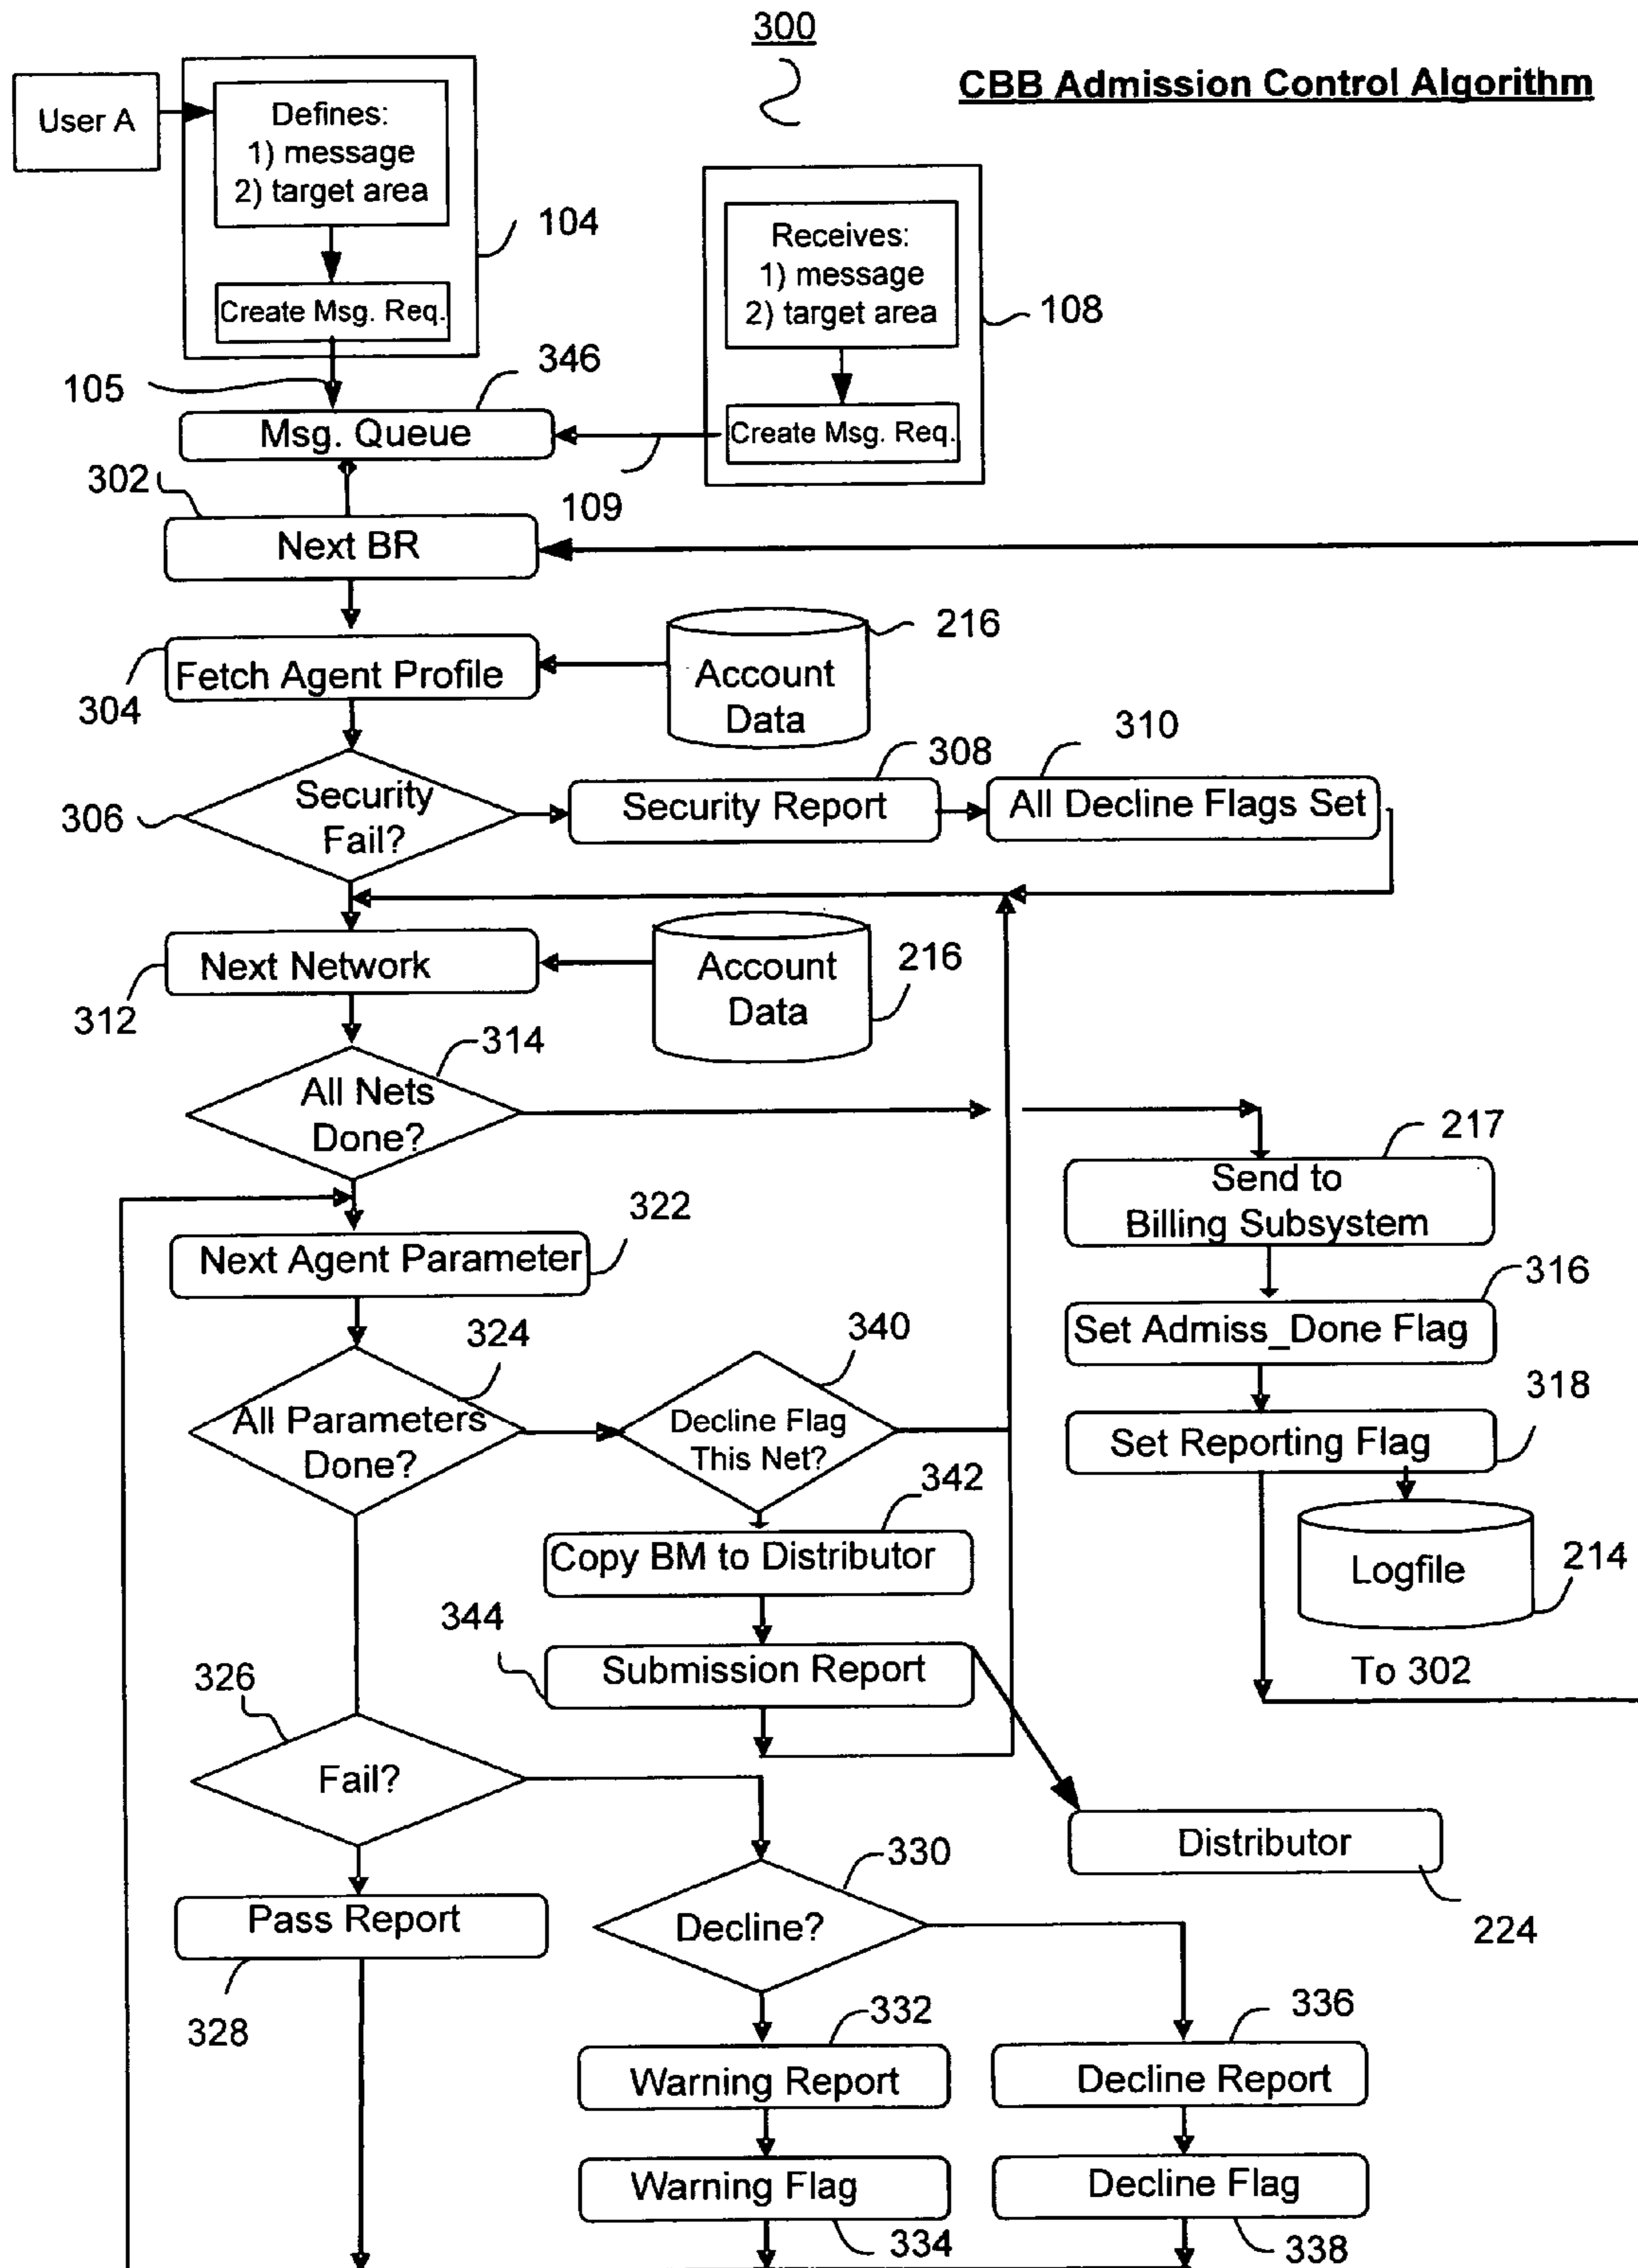 300
CBB Admission Control Algorithm
User A
Defines:
1) message
2) target area
104
Create Msg. Req.
Receives:
1) message
2) target area
108
Create Msg. Req.
105
346
Msg. Queue
109
302
Next BR
304
Fetch Agent Profile
216
Account
Data
306
Security
Fail?
308
Security Report
310
All Decline Flags Set
312
Next Network
216
Account
Data
314
All Nets
Done?
217
Send to
Billing Subsystem
322
Next Agent Parameter
316
Set Admiss_Done Flag
324
All Parameters
Done?
340
Decline Flag
This Net?
318
Set Reporting Flag
342
Copy BM to Distributor
Logfile
214
344
Submission Report
To 302
326
Fail?
Distributor
224
330
Decline?
Pass Report
328
332
Warning Report
336
Decline Report
Warning Flag
334
Decline Flag
338